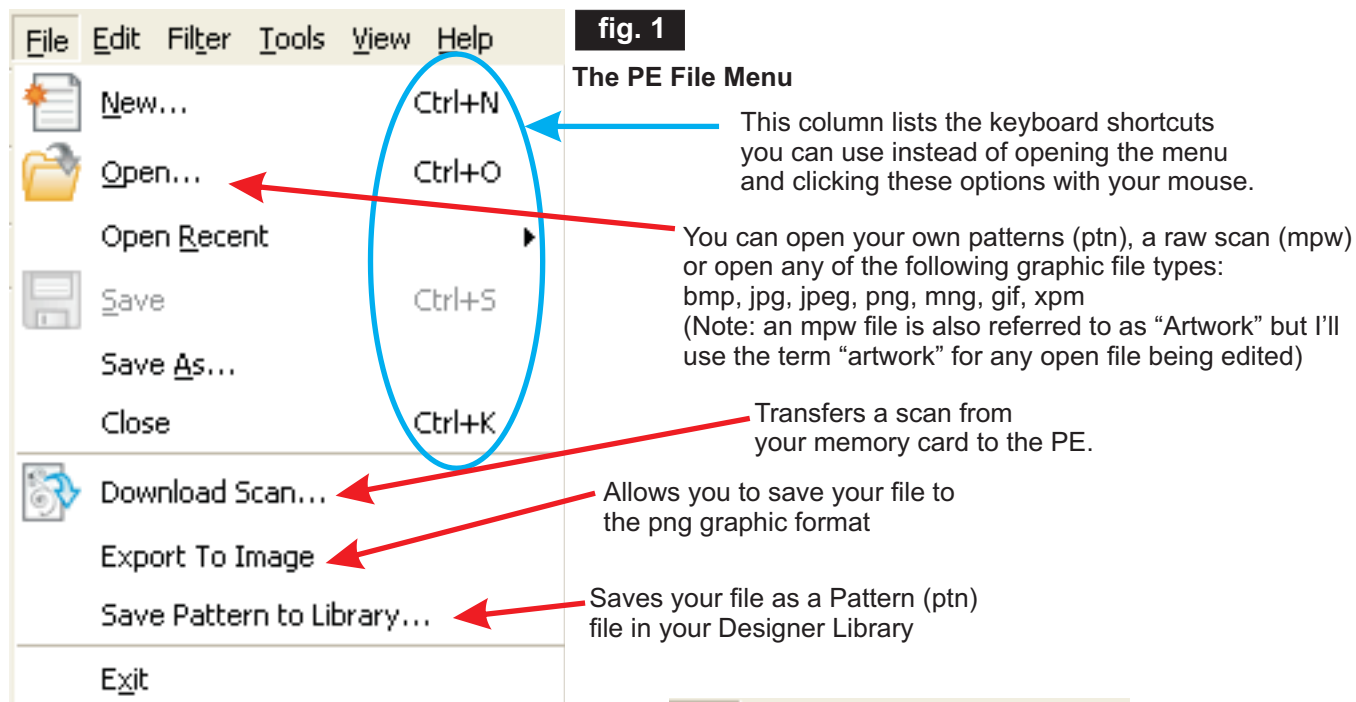 File Edit Filter Tools View Help
fig. 1
The PE File Menu
New... Ctrl+N
This column lists the keyboard shortcuts
you can use instead of opening the menu
and clicking these options with your mouse.
Open... Ctrl+O
Open Recent
You can open your own patterns (ptn), a raw scan (mpw)
or open any of the following graphic file types:
bmp, jpg, jpeg, png, mng, gif, xpm
(Note: an mpw file is also referred to as “Artwork” but I’ll
use the term “artwork” for any open file being edited)
Save Ctrl+S
Save As...
Close Ctrl+K
Transfers a scan from
your memory card to the PE.
Download Scan...
Allows you to save your file to
the png graphic format
Export To Image
Save Pattern to Library...
Saves your file as a Pattern (ptn)
file in your Designer Library
Exit